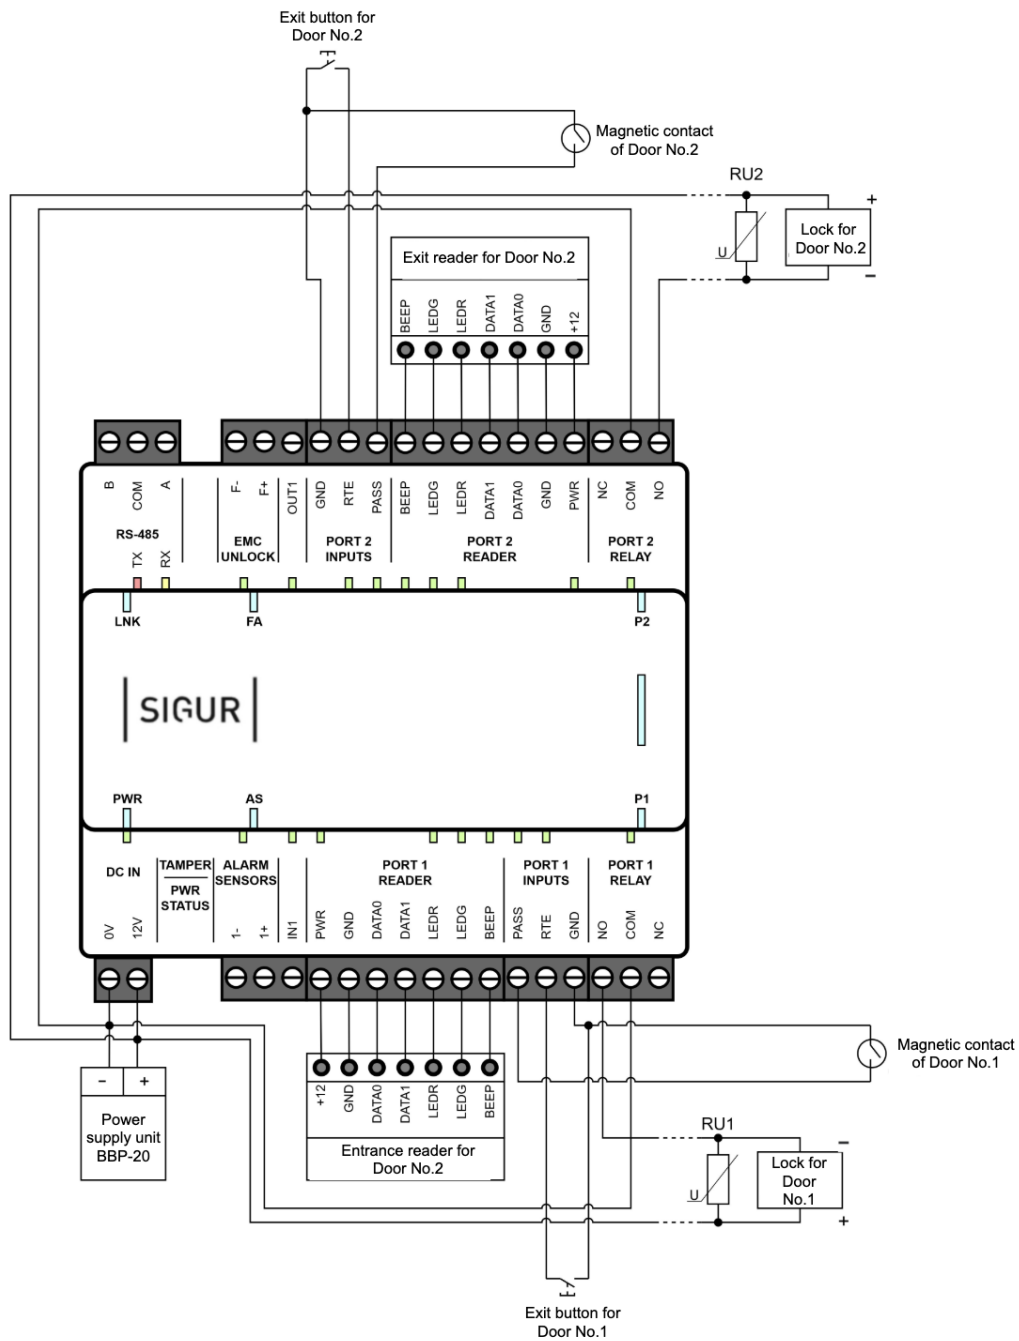 Exit button for
Door No.2
Magnetic contact
of Door No.2
RU2
+
Lock for
Door No.2
U
−
Exit reader for Door No.2
BEEP
LEDG
LEDR
DATA1
DATA0
GND
+12
B
COM
A
F-
F+
OUT1
GND
RTE
PASS
BEEP
LEDG
LEDR
DATA1
DATA0
GND
PWR
NC
COM
NO
RS-485
TX
RX
EMC
UNLOCK
PORT 2
INPUTS
PORT 2
READER
PORT 2
RELAY
LNK
FA
P2
SIGUR
PWR
AS
P1
DC IN
TAMPER
PWR
STATUS
ALARM
SENSORS
PORT 1
READER
PORT 1
INPUTS
PORT 1
RELAY
0V
12V
1-
1+
IN1
PWR
GND
DATA0
DATA1
LEDR
LEDG
BEEP
PASS
RTE
GND
NO
COM
NC
Magnetic contact
of Door No.1
− +
Power
supply unit
BBP-20
+12
GND
DATA0
DATA1
LEDR
LEDG
BEEP
Entrance reader for
Door No.2
RU1
−
Lock for
Door
No.1
U
+
Exit button for
Door No.1